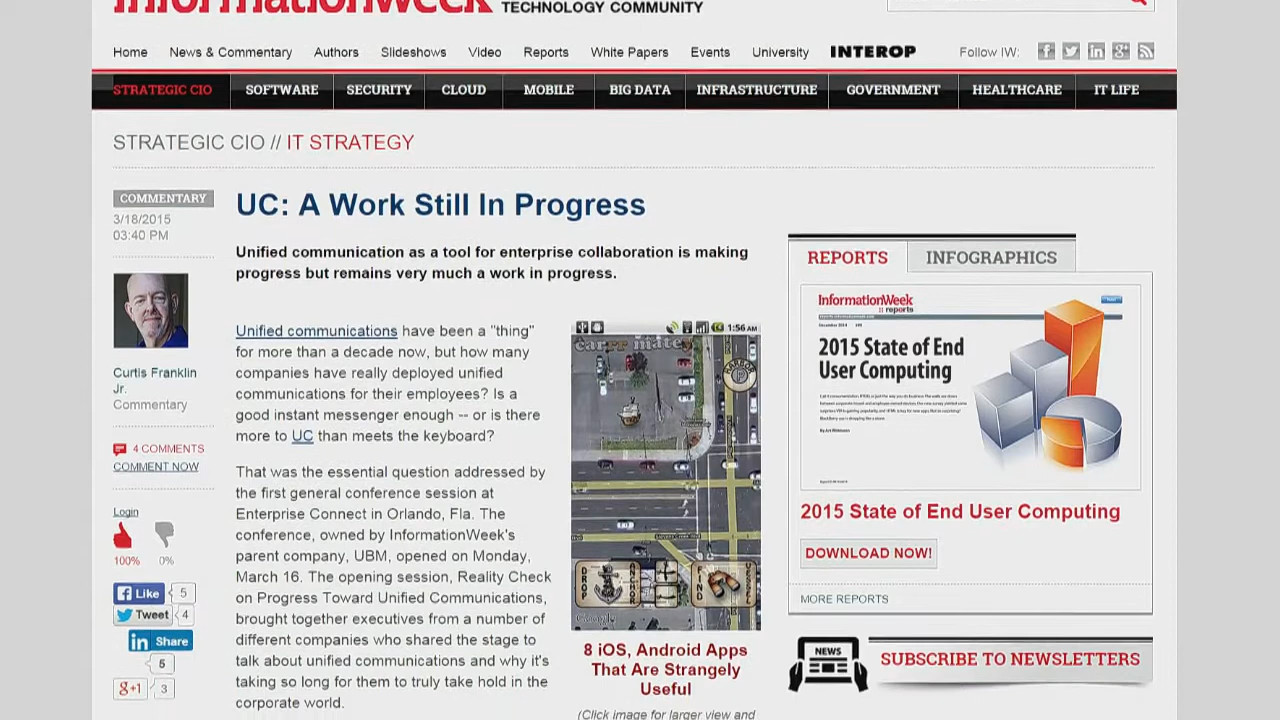 InformationWeek TECHNOLOGY COMMUNITY
Home News & Commentary Authors Slideshows Video Reports White Papers Events University INTEROP Follow IW:
STRATEGIC CIO SOFTWARE SECURITY CLOUD MOBILE BIG DATA INFRASTRUCTURE GOVERNMENT HEALTHCARE IT LIFE
STRATEGIC CIO // IT STRATEGY
COMMENTARY
3/18/2015
03:40 PM
Curtis Franklin
Jr.
Commentary
4 COMMENTS
COMMENT NOW
Login
100% 0%
Like 5
Tweet 4
in Share
5
g+1 3
UC: A Work Still In Progress
Unified communication as a tool for enterprise collaboration is making
progress but remains very much a work in progress.
Unified communications have been a "thing"
for more than a decade now, but how many
companies have really deployed unified
communications for their employees? Is a
good instant messenger enough -- or is there
more to UC than meets the keyboard?
That was the essential question addressed by
the first general conference session at
Enterprise Connect in Orlando, Fla. The
conference, owned by InformationWeek's
parent company, UBM, opened on Monday,
March 16. The opening session, Reality Check
on Progress Toward Unified Communications,
brought together executives from a number of
different companies who shared the stage to
talk about unified communications and why it's
taking so long for them to truly take hold in the
corporate world.
1:56 AM
carrr matey
Google
8 iOS, Android Apps
That Are Strangely
Useful
(Click image for larger view and
REPORTS INFOGRAPHICS
InformationWeek
:: reports
December 2014
2015 State of End
User Computing
2015 State of End User Computing
DOWNLOAD NOW!
MORE REPORTS
NEWS
SUBSCRIBE TO NEWSLETTERS